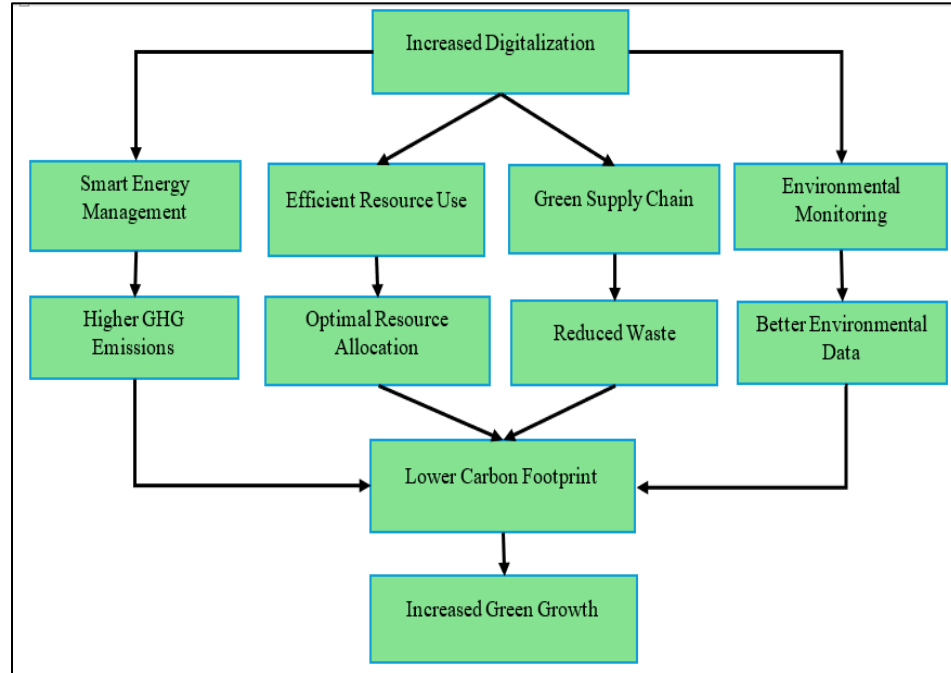 Increased Digitalization
Smart Energy
Management
Efficient Resource Use
Green Supply Chain
Environmental
Monitoring
Higher GHG
Emissions
Optimal Resource
Allocation
Reduced Waste
Better Environmental
Data
Lower Carbon Footprint
Increased Green Growth